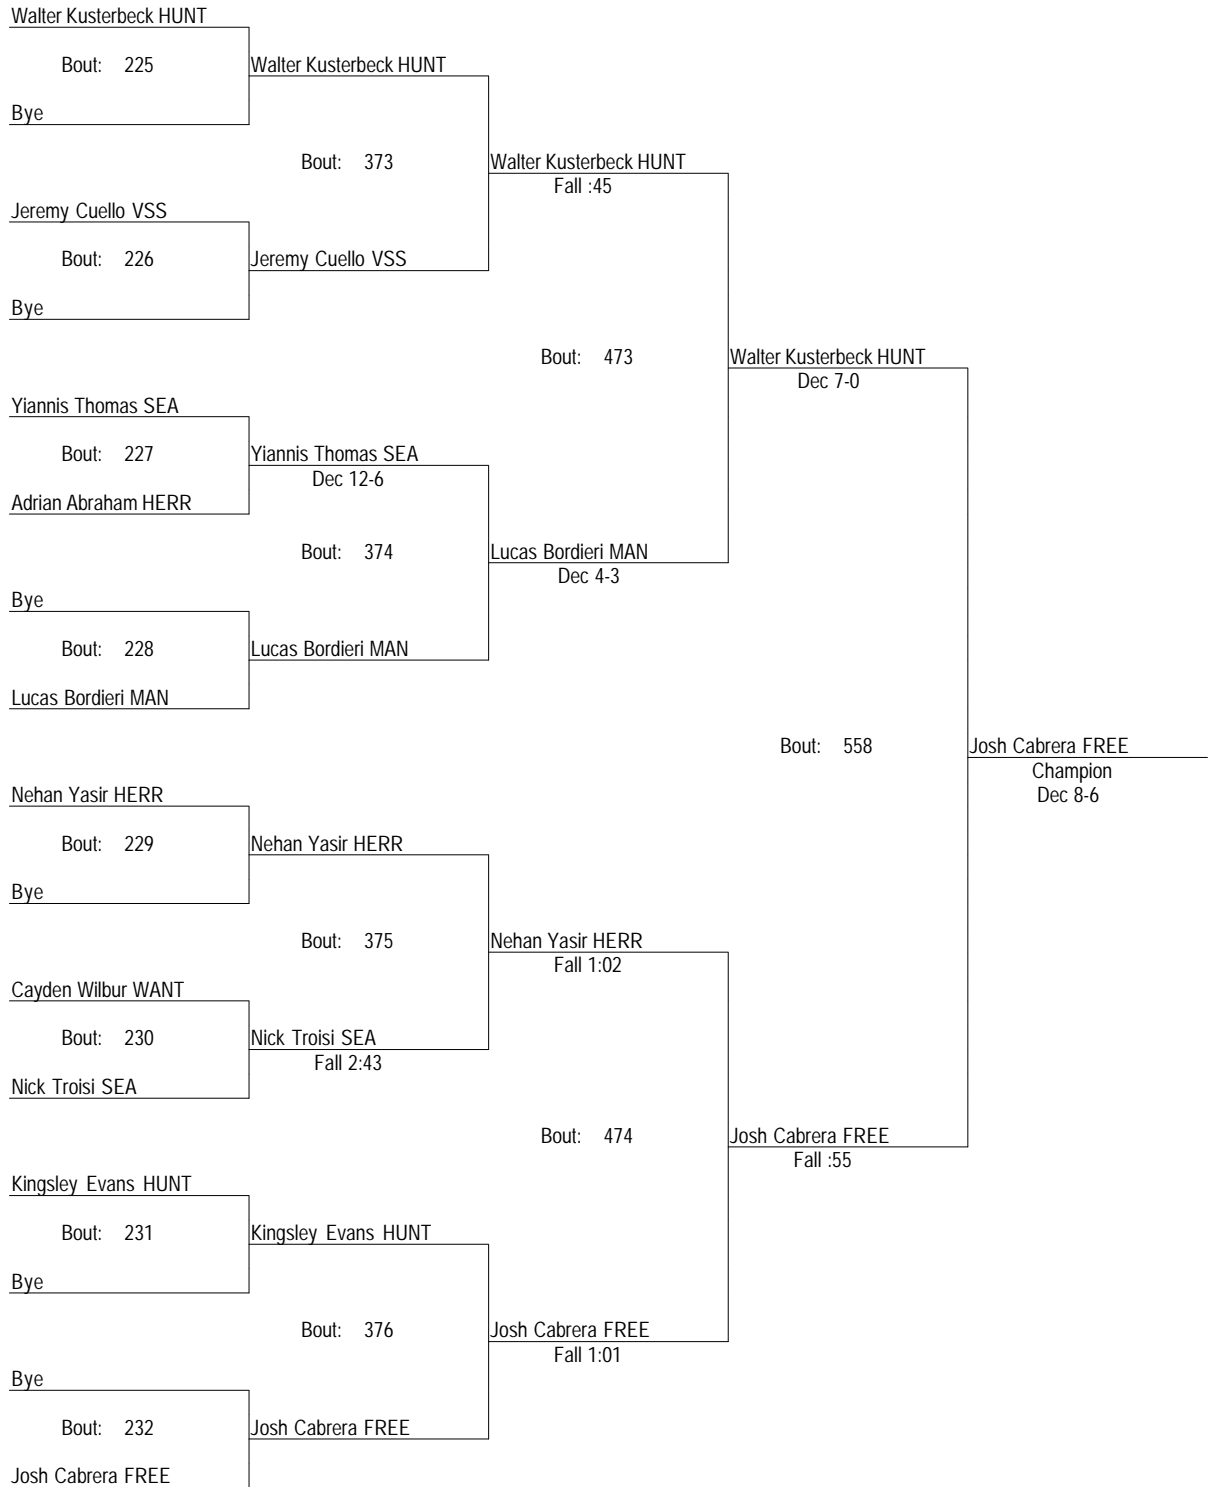 Walter Kusterbeck HUNT
Bout: 225
Walter Kusterbeck HUNT
Bye
Bout: 373
Walter Kusterbeck HUNT
Fall :45
Jeremy Cuello VSS
Bout: 226
Jeremy Cuello VSS
Bye
Bout: 473
Walter Kusterbeck HUNT
Dec 7-0
Yiannis Thomas SEA
Bout: 227
Yiannis Thomas SEA
Dec 12-6
Adrian Abraham HERR
Bout: 374
Lucas Bordieri MAN
Dec 4-3
Bye
Bout: 228
Lucas Bordieri MAN
Lucas Bordieri MAN
Bout: 558
Josh Cabrera FREE
Champion
Dec 8-6
Nehan Yasir HERR
Bout: 229
Nehan Yasir HERR
Bye
Bout: 375
Nehan Yasir HERR
Fall 1:02
Cayden Wilbur WANT
Bout: 230
Nick Troisi SEA
Fall 2:43
Nick Troisi SEA
Bout: 474
Josh Cabrera FREE
Fall :55
Kingsley Evans HUNT
Bout: 231
Kingsley Evans HUNT
Bye
Bout: 376
Josh Cabrera FREE
Fall 1:01
Bye
Bout: 232
Josh Cabrera FREE
Josh Cabrera FREE